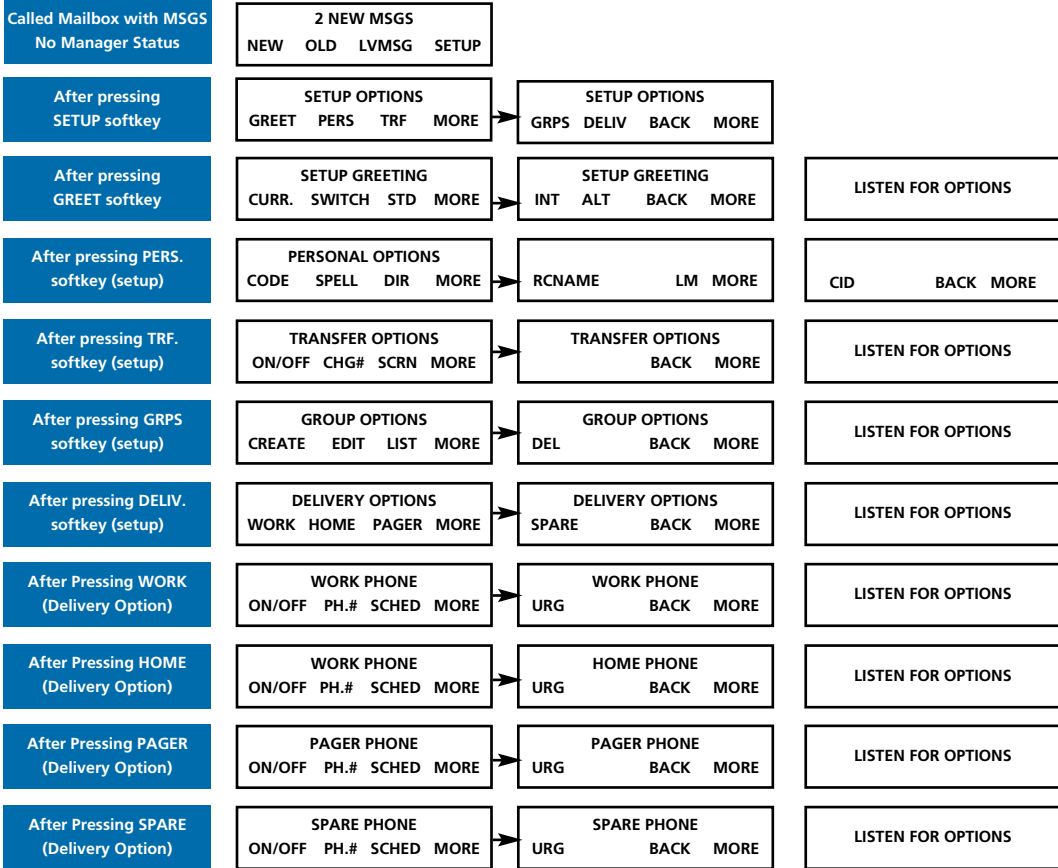 Called Mailbox with MSGS
No Manager Status
2 NEW MSGS
NEW OLD LVMSG SETUP
After pressing
SETUP softkey
SETUP OPTIONS
GREET PERS TRF MORE
SETUP OPTIONS
GRPS DELIV BACK MORE
After pressing
GREET softkey
SETUP GREETING
CURR. SWITCH STD MORE
SETUP GREETING
INT ALT BACK MORE
LISTEN FOR OPTIONS
After pressing PERS.
softkey (setup)
PERSONAL OPTIONS
CODE SPELL DIR MORE
RCNAME LM MORE
CID BACK MORE
After pressing TRF.
softkey (setup)
TRANSFER OPTIONS
ON/OFF CHG# SCRN MORE
TRANSFER OPTIONS
BACK MORE
LISTEN FOR OPTIONS
After pressing GRPS
softkey (setup)
GROUP OPTIONS
CREATE EDIT LIST MORE
GROUP OPTIONS
DEL BACK MORE
LISTEN FOR OPTIONS
After pressing DELIV.
softkey (setup)
DELIVERY OPTIONS
WORK HOME PAGER MORE
DELIVERY OPTIONS
SPARE BACK MORE
LISTEN FOR OPTIONS
After Pressing WORK
(Delivery Option)
WORK PHONE
ON/OFF PH.# SCHED MORE
WORK PHONE
URG BACK MORE
LISTEN FOR OPTIONS
After Pressing HOME
(Delivery Option)
WORK PHONE
ON/OFF PH.# SCHED MORE
HOME PHONE
URG BACK MORE
LISTEN FOR OPTIONS
After Pressing PAGER
(Delivery Option)
PAGER PHONE
ON/OFF PH.# SCHED MORE
PAGER PHONE
URG BACK MORE
LISTEN FOR OPTIONS
After Pressing SPARE
(Delivery Option)
SPARE PHONE
ON/OFF PH.# SCHED MORE
SPARE PHONE
URG BACK MORE
LISTEN FOR OPTIONS